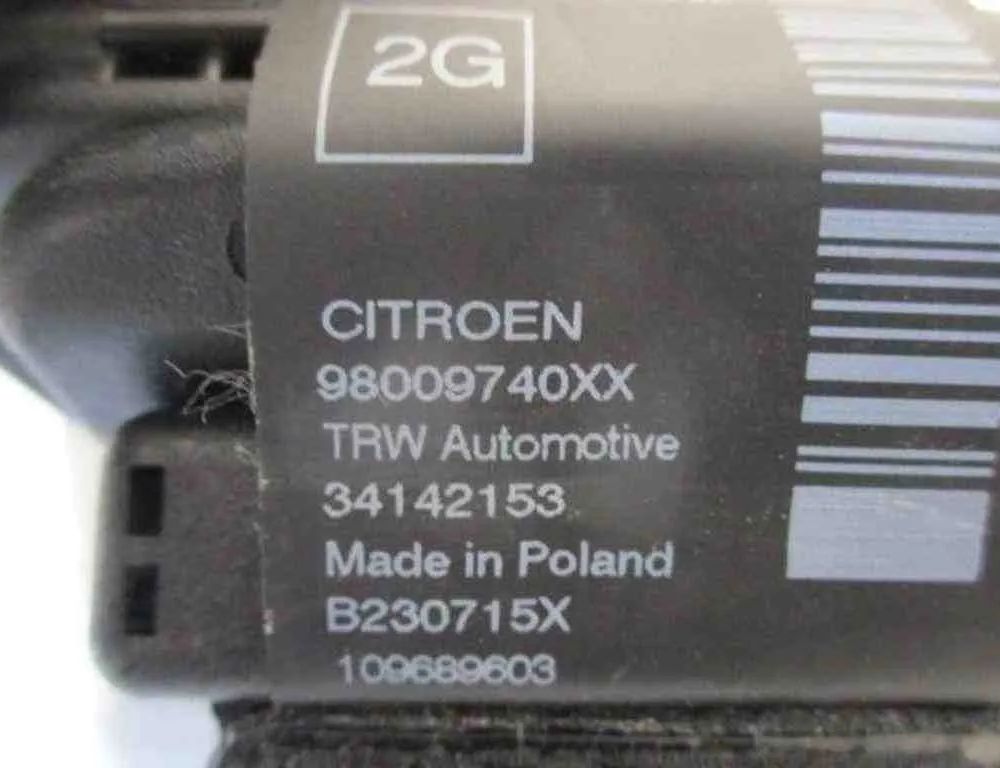 2G
CITROEN
98009740XX
TRW Automotive
34142153
Made in Poland
B230715X
109689603